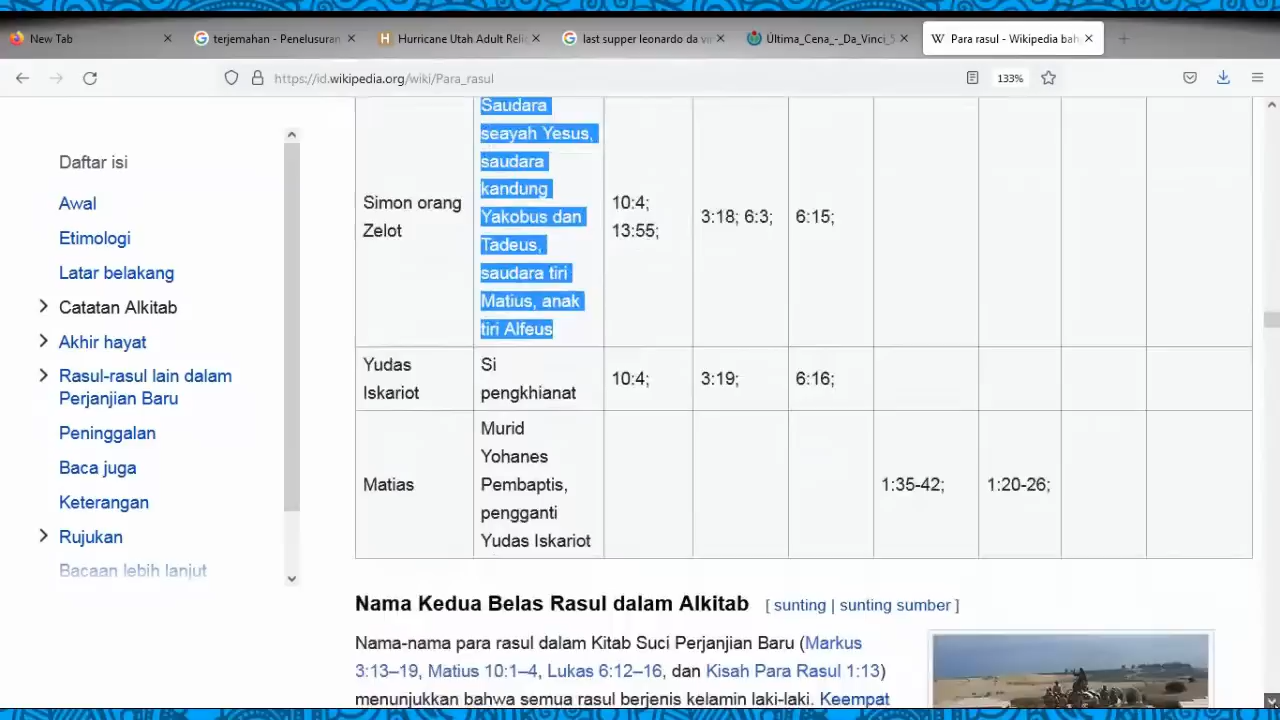 New Tab
terjemahan - Penelusuran
Hurricane Utah Adult Reli
last supper leonardo da vi
Última_Cena_-_Da_Vinci_5
Para rasul - Wikipedia bah
https://id.wikipedia.org/wiki/Para_rasul
133%
Daftar isi
Awal
Etimologi
Latar belakang
Catatan Alkitab
Akhir hayat
Rasul-rasul lain dalam
Perjanjian Baru
Peninggalan
Baca juga
Keterangan
Rujukan
Bacaan lebih lanjut
Simon orang
Zelot
Saudara
seayah Yesus,
saudara
kandung
Yakobus dan
Tadeus,
saudara tiri
Matius, anak
tiri Alfeus
10:4;
13:55;
3:18; 6:3;
6:15;
Yudas
Iskariot
Si
pengkhianat
10:4;
3:19;
6:16;
Matias
Murid
Yohanes
Pembaptis,
pengganti
Yudas Iskariot
1:35-42;
1:20-26;
Nama Kedua Belas Rasul dalam Alkitab [ sunting | sunting sumber ]
Nama-nama para rasul dalam Kitab Suci Perjanjian Baru (Markus
3:13–19, Matius 10:1–4, Lukas 6:12–16, dan Kisah Para Rasul 1:13)
menunjukkan bahwa semua rasul berjenis kelamin laki-laki. Keempat